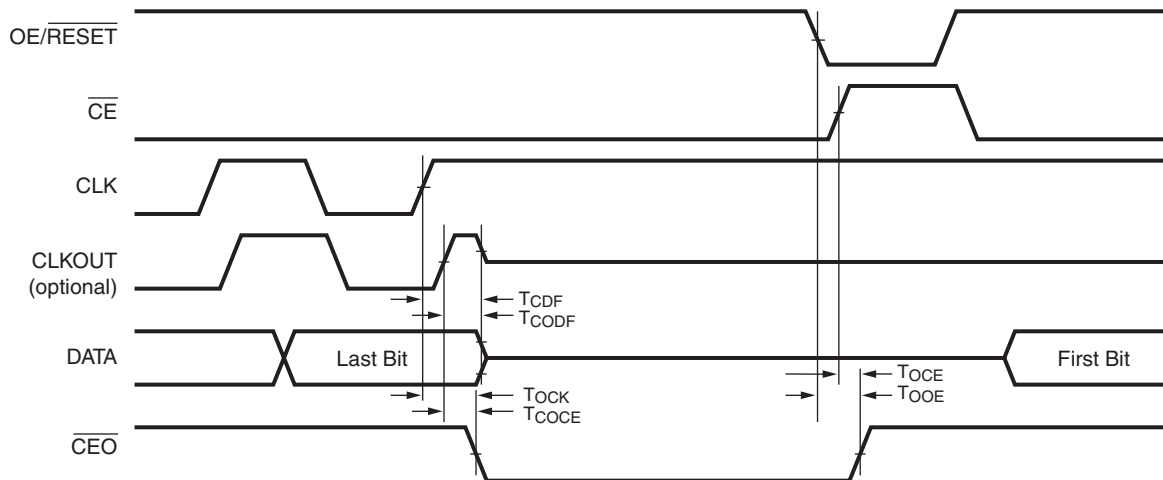 OE/RESET
CE
CLK
CLKOUT
(optional)
TCDF
TCODF
DATA
Last Bit
First Bit
TOCE
TOOE
TOCK
TCOCE
CEO